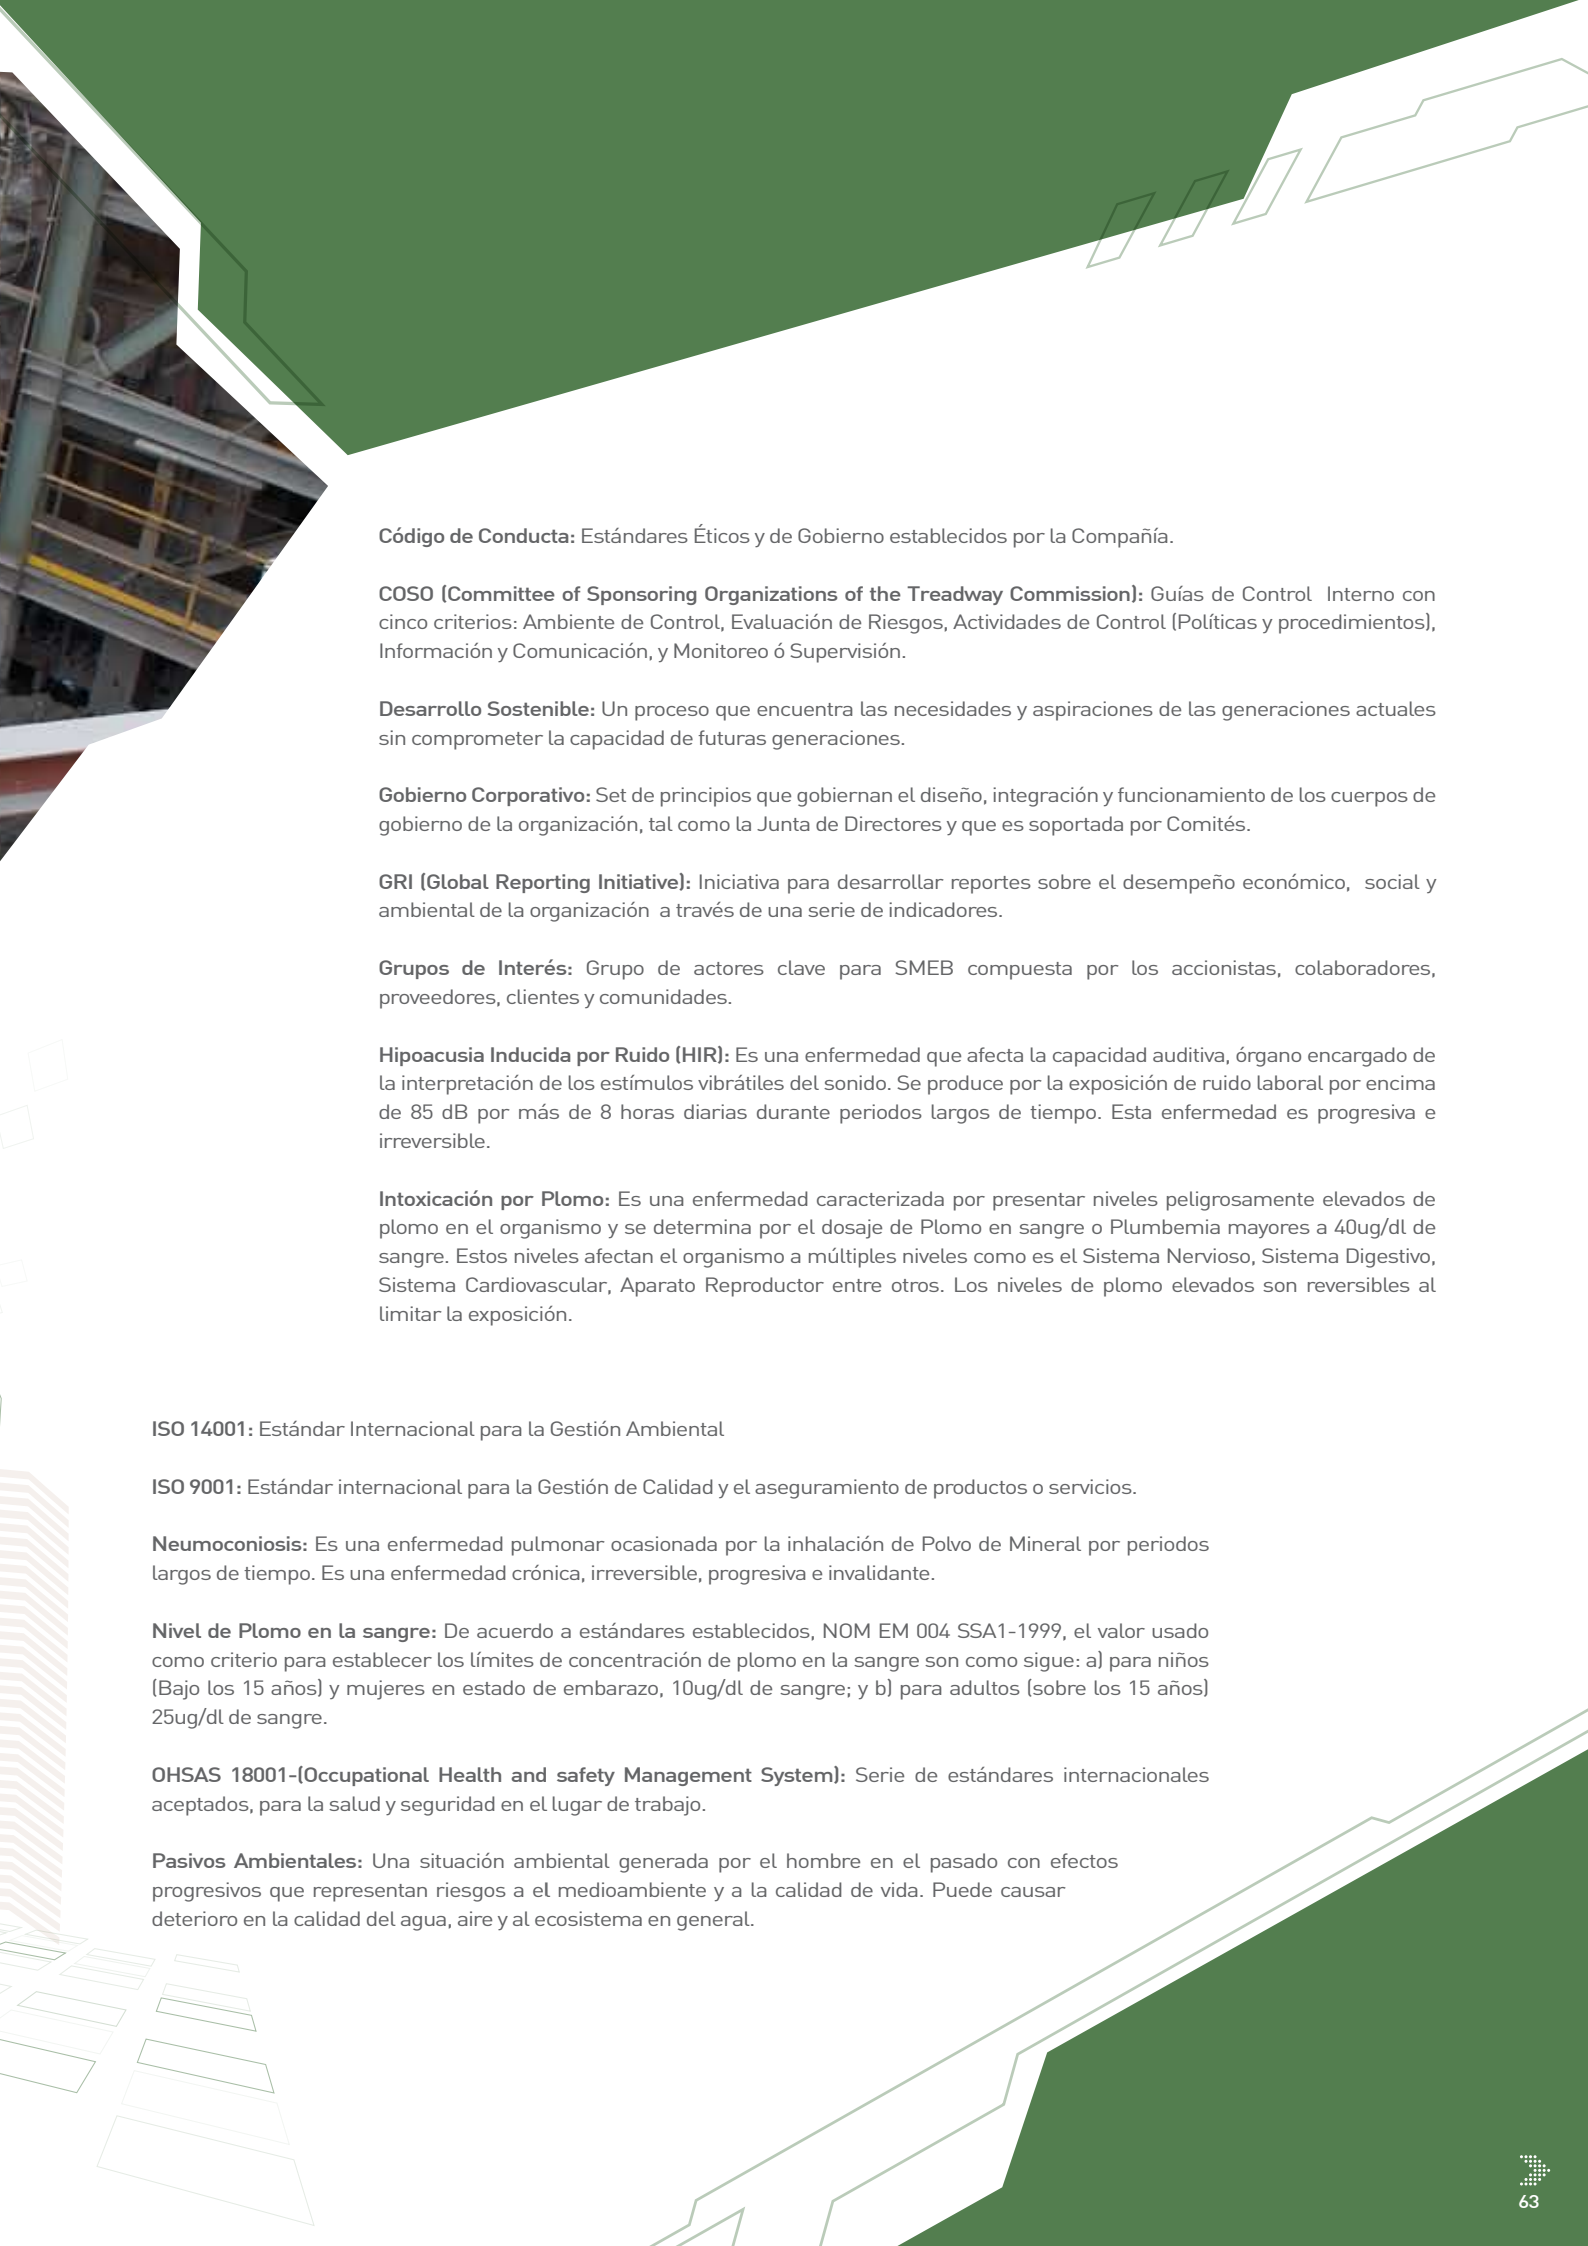 Código de Conducta: Estándares Éticos y de Gobierno establecidos por la Compañía.
COSO (Committee of Sponsoring Organizations of the Treadway Commission): Guías de Control Interno con
cinco criterios: Ambiente de Control, Evaluación de Riesgos, Actividades de Control (Políticas y procedimientos),
Información y Comunicación, y Monitoreo ó Supervisión.
Desarrollo Sostenible: Un proceso que encuentra las necesidades y aspiraciones de las generaciones actuales
sin comprometer la capacidad de futuras generaciones.
Gobierno Corporativo: Set de principios que gobiernan el diseño, integración y funcionamiento de los cuerpos de
gobierno de la organización, tal como la Junta de Directores y que es soportada por Comités.
GRI (Global Reporting Initiative): Iniciativa para desarrollar reportes sobre el desempeño económico, social y
ambiental de la organización a través de una serie de indicadores.
Grupos de Interés: Grupo de actores clave para SMEB compuesta por los accionistas, colaboradores,
proveedores, clientes y comunidades.
Hipoacusia Inducida por Ruido (HIR): Es una enfermedad que afecta la capacidad auditiva, órgano encargado de
la interpretación de los estímulos vibrátiles del sonido. Se produce por la exposición de ruido laboral por encima
de 85 dB por más de 8 horas diarias durante periodos largos de tiempo. Esta enfermedad es progresiva e
irreversible.
Intoxicación por Plomo: Es una enfermedad caracterizada por presentar niveles peligrosamente elevados de
plomo en el organismo y se determina por el dosaje de Plomo en sangre o Plumbemia mayores a 40ug/dl de
sangre. Estos niveles afectan el organismo a múltiples niveles como es el Sistema Nervioso, Sistema Digestivo,
Sistema Cardiovascular, Aparato Reproductor entre otros. Los niveles de plomo elevados son reversibles al
limitar la exposición.
ISO 14001: Estándar Internacional para la Gestión Ambiental
ISO 9001: Estándar internacional para la Gestión de Calidad y el aseguramiento de productos o servicios.
Neumoconiosis: Es una enfermedad pulmonar ocasionada por la inhalación de Polvo de Mineral por periodos
largos de tiempo. Es una enfermedad crónica, irreversible, progresiva e invalidante.
Nivel de Plomo en la sangre: De acuerdo a estándares establecidos, NOM EM 004 SSA1-1999, el valor usado
como criterio para establecer los límites de concentración de plomo en la sangre son como sigue: a) para niños
(Bajo los 15 años) y mujeres en estado de embarazo, 10ug/dl de sangre; y b) para adultos (sobre los 15 años)
25ug/dl de sangre.
OHSAS 18001-(Occupational Health and safety Management System): Serie de estándares internacionales
aceptados, para la salud y seguridad en el lugar de trabajo.
Pasivos Ambientales: Una situación ambiental generada por el hombre en el pasado con efectos
progresivos que representan riesgos a el medioambiente y a la calidad de vida. Puede causar
deterioro en la calidad del agua, aire y al ecosistema en general.
63